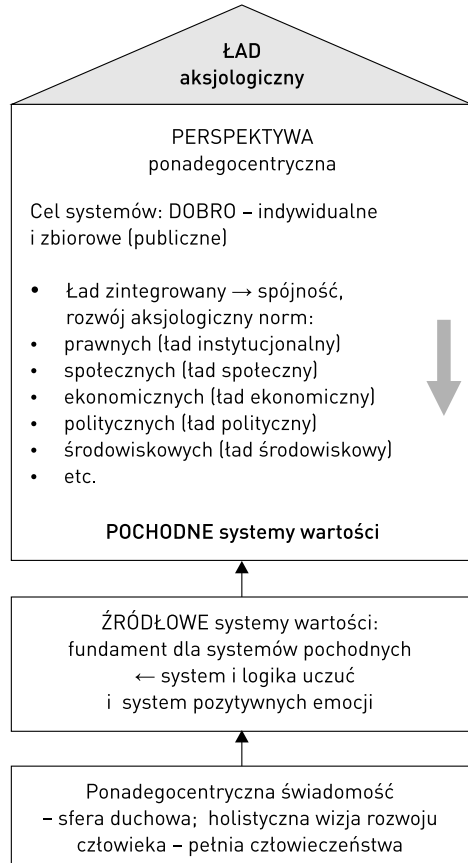 ŁAD
aksjologiczny
PERSPEKTYWA
ponadegocentryczna
Cel systemów: DOBRO – indywidualne
i zbiorowe (publiczne)
• Ład zintegrowany → spójność,
rozwój aksjologiczny norm:
• prawnych (ład instytucjonalny)
• społecznych (ład społeczny)
• ekonomicznych (ład ekonomiczny)
• politycznych (ład polityczny)
• środowiskowych (ład środowiskowy)
• etc.
POCHODNE systemy wartości
ŹRÓDŁOWE systemy wartości:
fundament dla systemów pochodnych
← system i logika uczuć
i system pozytywnych emocji
Ponadegocentryczna świadomość
– sfera duchowa; holistyczna wizja rozwoju
człowieka – pełnia człowieczeństwa